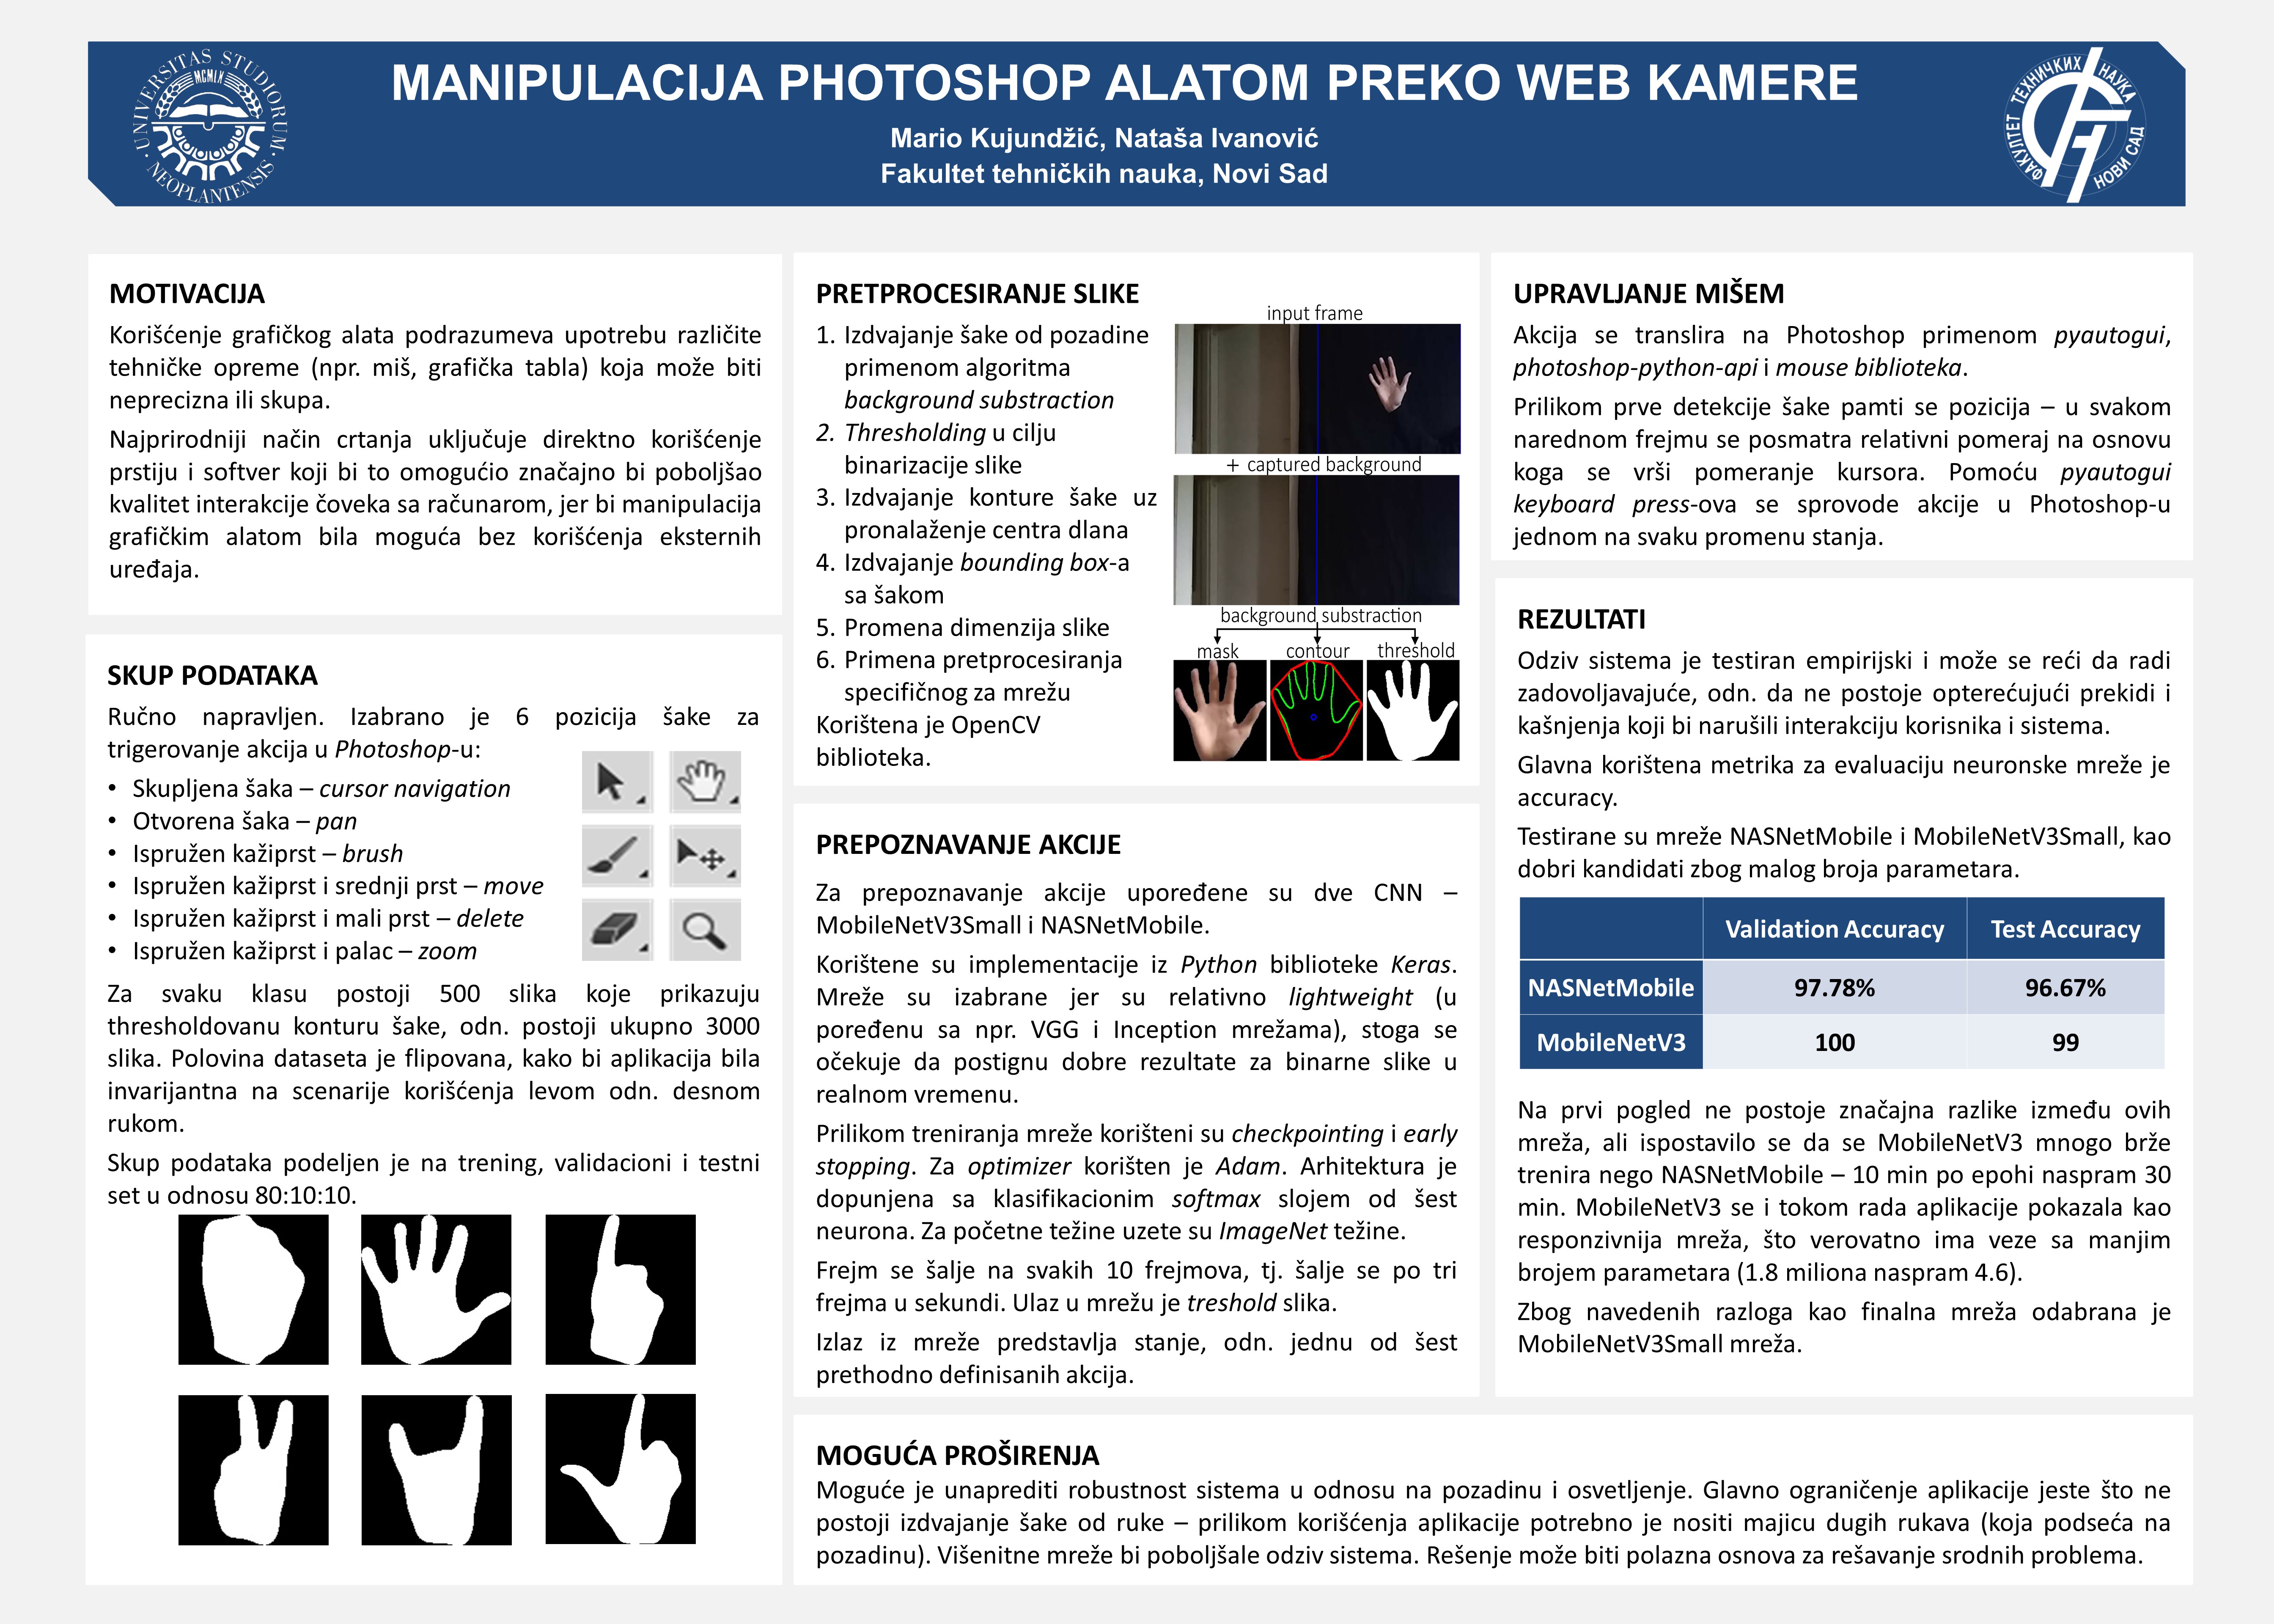 UNIVERSITAS STUDIORUM
MCMLX
NEOPLANTENSIS
MANIPULACIJA PHOTOSHOP ALATOM PREKO WEB KAMERE
Mario Kujundžić, Nataša Ivanović
Fakultet tehničkih nauka, Novi Sad
ФАКУЛТЕТ ТЕХНИЧКИХ НАУКА
НОВИ САД
MOTIVACIJA
Korišćenje grafičkog alata podrazumeva upotrebu različite
tehničke opreme (npr. miš, grafička tabla) koja može biti
neprecizna ili skupa.
Najprirodniji način crtanja uključuje direktno korišćenje
prstiju i softver koji bi to omogućio značajno bi poboljšao
kvalitet interakcije čoveka sa računarom, jer bi manipulacija
grafičkim alatom bila moguća bez korišćenja eksternih
uređaja.
SKUP PODATAKA
Ručno napravljen. Izabrano je 6 pozicija šake za
trigerovanje akcija u Photoshop-u:
• Skupljena šaka – cursor navigation
• Otvorena šaka – pan
• Ispružen kažiprst – brush
• Ispružen kažiprst i srednji prst – move
• Ispružen kažiprst i mali prst – delete
• Ispružen kažiprst i palac – zoom
Za svaku klasu postoji 500 slika koje prikazuju
thresholdovanu konturu šake, odn. postoji ukupno 3000
slika. Polovina dataseta je flipovana, kako bi aplikacija bila
invarijantna na scenarije korišćenja levom odn. desnom
rukom.
Skup podataka podeljen je na trening, validacioni i testni
set u odnosu 80:10:10.
PRETPROCESIRANJE SLIKE
1. Izdvajanje šake od pozadine
primenom algoritma
background substraction
2. Thresholding u cilju
binarizacije slike
3. Izdvajanje konture šake uz
pronalaženje centra dlana
4. Izdvajanje bounding box-a
sa šakom
5. Promena dimenzija slike
6. Primena pretprocesiranja
specifičnog za mrežu
Korištena je OpenCV
biblioteka.
input frame
+ captured background
background substraction
mask contour threshold
PREPOZNAVANJE AKCIJE
Za prepoznavanje akcije upoređene su dve CNN –
MobileNetV3Small i NASNetMobile.
Korištene su implementacije iz Python biblioteke Keras.
Mreže su izabrane jer su relativno lightweight (u
poređenu sa npr. VGG i Inception mrežama), stoga se
očekuje da postignu dobre rezultate za binarne slike u
realnom vremenu.
Prilikom treniranja mreže korišteni su checkpointing i early
stopping. Za optimizer korišten je Adam. Arhitektura je
dopunjena sa klasifikacionim softmax slojem od šest
neurona. Za početne težine uzete su ImageNet težine.
Frejm se šalje na svakih 10 frejmova, tj. šalje se po tri
frejma u sekundi. Ulaz u mrežu je treshold slika.
Izlaz iz mreže predstavlja stanje, odn. jednu od šest
prethodno definisanih akcija.
UPRAVLJANJE MIŠEM
Akcija se translira na Photoshop primenom pyautogui,
photoshop-python-api i mouse biblioteka.
Prilikom prve detekcije šake pamti se pozicija – u svakom
narednom frejmu se posmatra relativni pomeraj na osnovu
koga se vrši pomeranje kursora. Pomoću pyautogui
keyboard press-ova se sprovode akcije u Photoshop-u
jednom na svaku promenu stanja.
REZULTATI
Odziv sistema je testiran empirijski i može se reći da radi
zadovoljavajuće, odn. da ne postoje opterećujući prekidi i
kašnjenja koji bi narušili interakciju korisnika i sistema.
Glavna korištena metrika za evaluaciju neuronske mreže je
accuracy.
Testirane su mreže NASNetMobile i MobileNetV3Small, kao
dobri kandidati zbog malog broja parametara.
Validation Accuracy Test Accuracy
NASNetMobile 97.78% 96.67%
MobileNetV3 100 99
Na prvi pogled ne postoje značajna razlike između ovih
mreža, ali ispostavilo se da se MobileNetV3 mnogo brže
trenira nego NASNetMobile – 10 min po epohi naspram 30
min. MobileNetV3 se i tokom rada aplikacije pokazala kao
responzivnija mreža, što verovatno ima veze sa manjim
brojem parametara (1.8 miliona naspram 4.6).
Zbog navedenih razloga kao finalna mreža odabrana je
MobileNetV3Small mreža.
MOGUĆA PROŠIRENJA
Moguće je unaprediti robustnost sistema u odnosu na pozadinu i osvetljenje. Glavno ograničenje aplikacije jeste što ne
postoji izdvajanje šake od ruke – prilikom korišćenja aplikacije potrebno je nositi majicu dugih rukava (koja podseća na
pozadinu). Višenitne mreže bi poboljšale odziv sistema. Rešenje može biti polazna osnova za rešavanje srodnih problema.